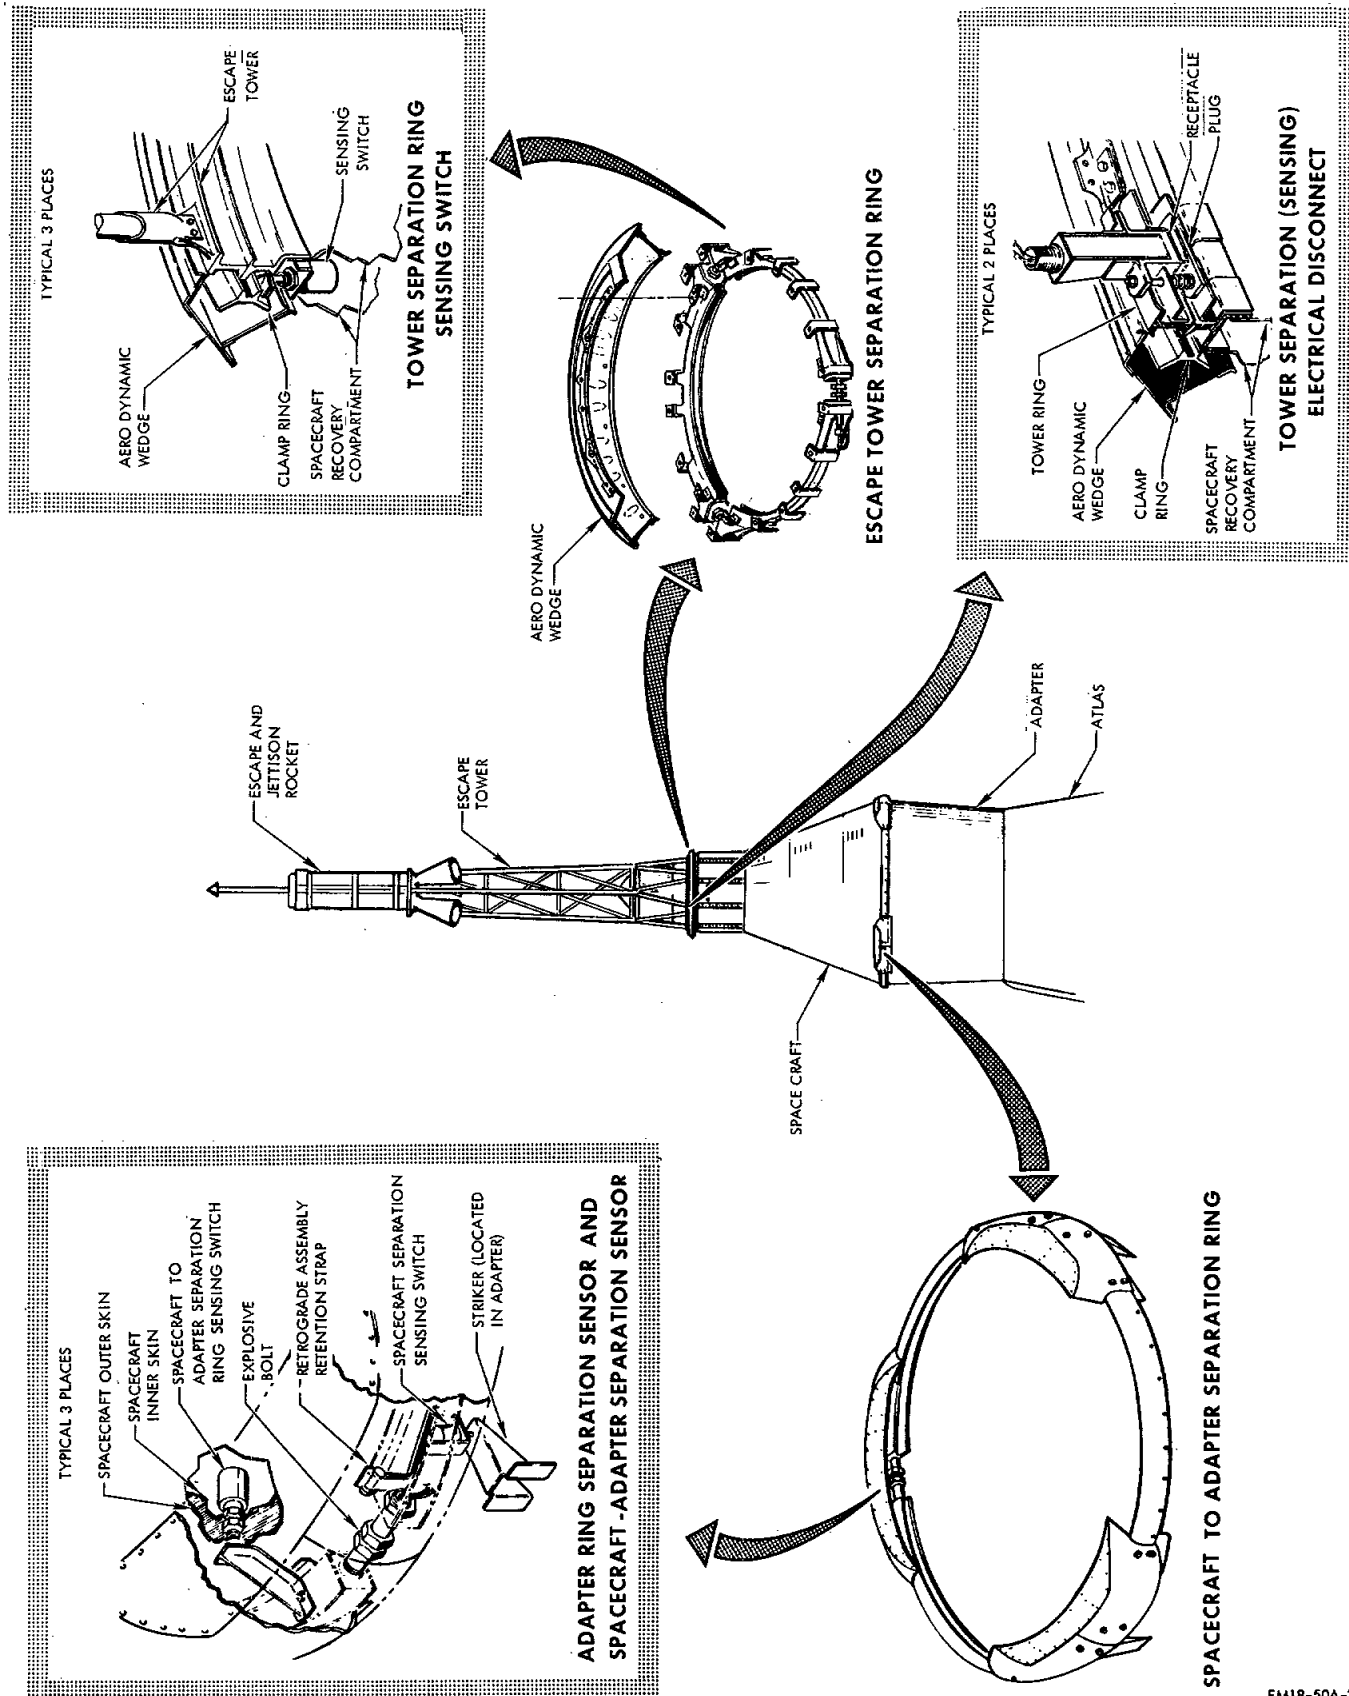 TYPICAL 3 PLACES
SPACECRAFT OUTER SKIN
SPACECRAFT
INNER SKIN
SPACECRAFT TO
ADAPTER SEPARATION
RING SENSING SWITCH
EXPLOSIVE
BOLT
RETROGRADE ASSEMBLY
RETENTION STRAP
SPACECRAFT SEPARATION
SENSING SWITCH
STRIKER (LOCATED
IN ADAPTER)
ADAPTER RING SEPARATION SENSOR AND
SPACECRAFT-ADAPTER SEPARATION SENSOR
SPACECRAFT TO ADAPTER SEPARATION RING
ESCAPE AND
JETTISON
ROCKET
ESCAPE
TOWER
SPACE CRAFT
ADAPTER
ATLAS
TYPICAL 3 PLACES
ESCAPE
TOWER
AERO DYNAMIC
WEDGE
SENSING
SWITCH
CLAMP RING
SPACECRAFT
RECOVERY
COMPARTMENT
TOWER SEPARATION RING
SENSING SWITCH
AERO DYNAMIC
WEDGE
ESCAPE TOWER SEPARATION RING
TYPICAL 2 PLACES
TOWER RING
AERO DYNAMIC
WEDGE
CLAMP
RING
SPACECRAFT
RECOVERY
COMPARTMENT
RECEPTACLE
PLUG
TOWER SEPARATION (SENSING)
ELECTRICAL DISCONNECT